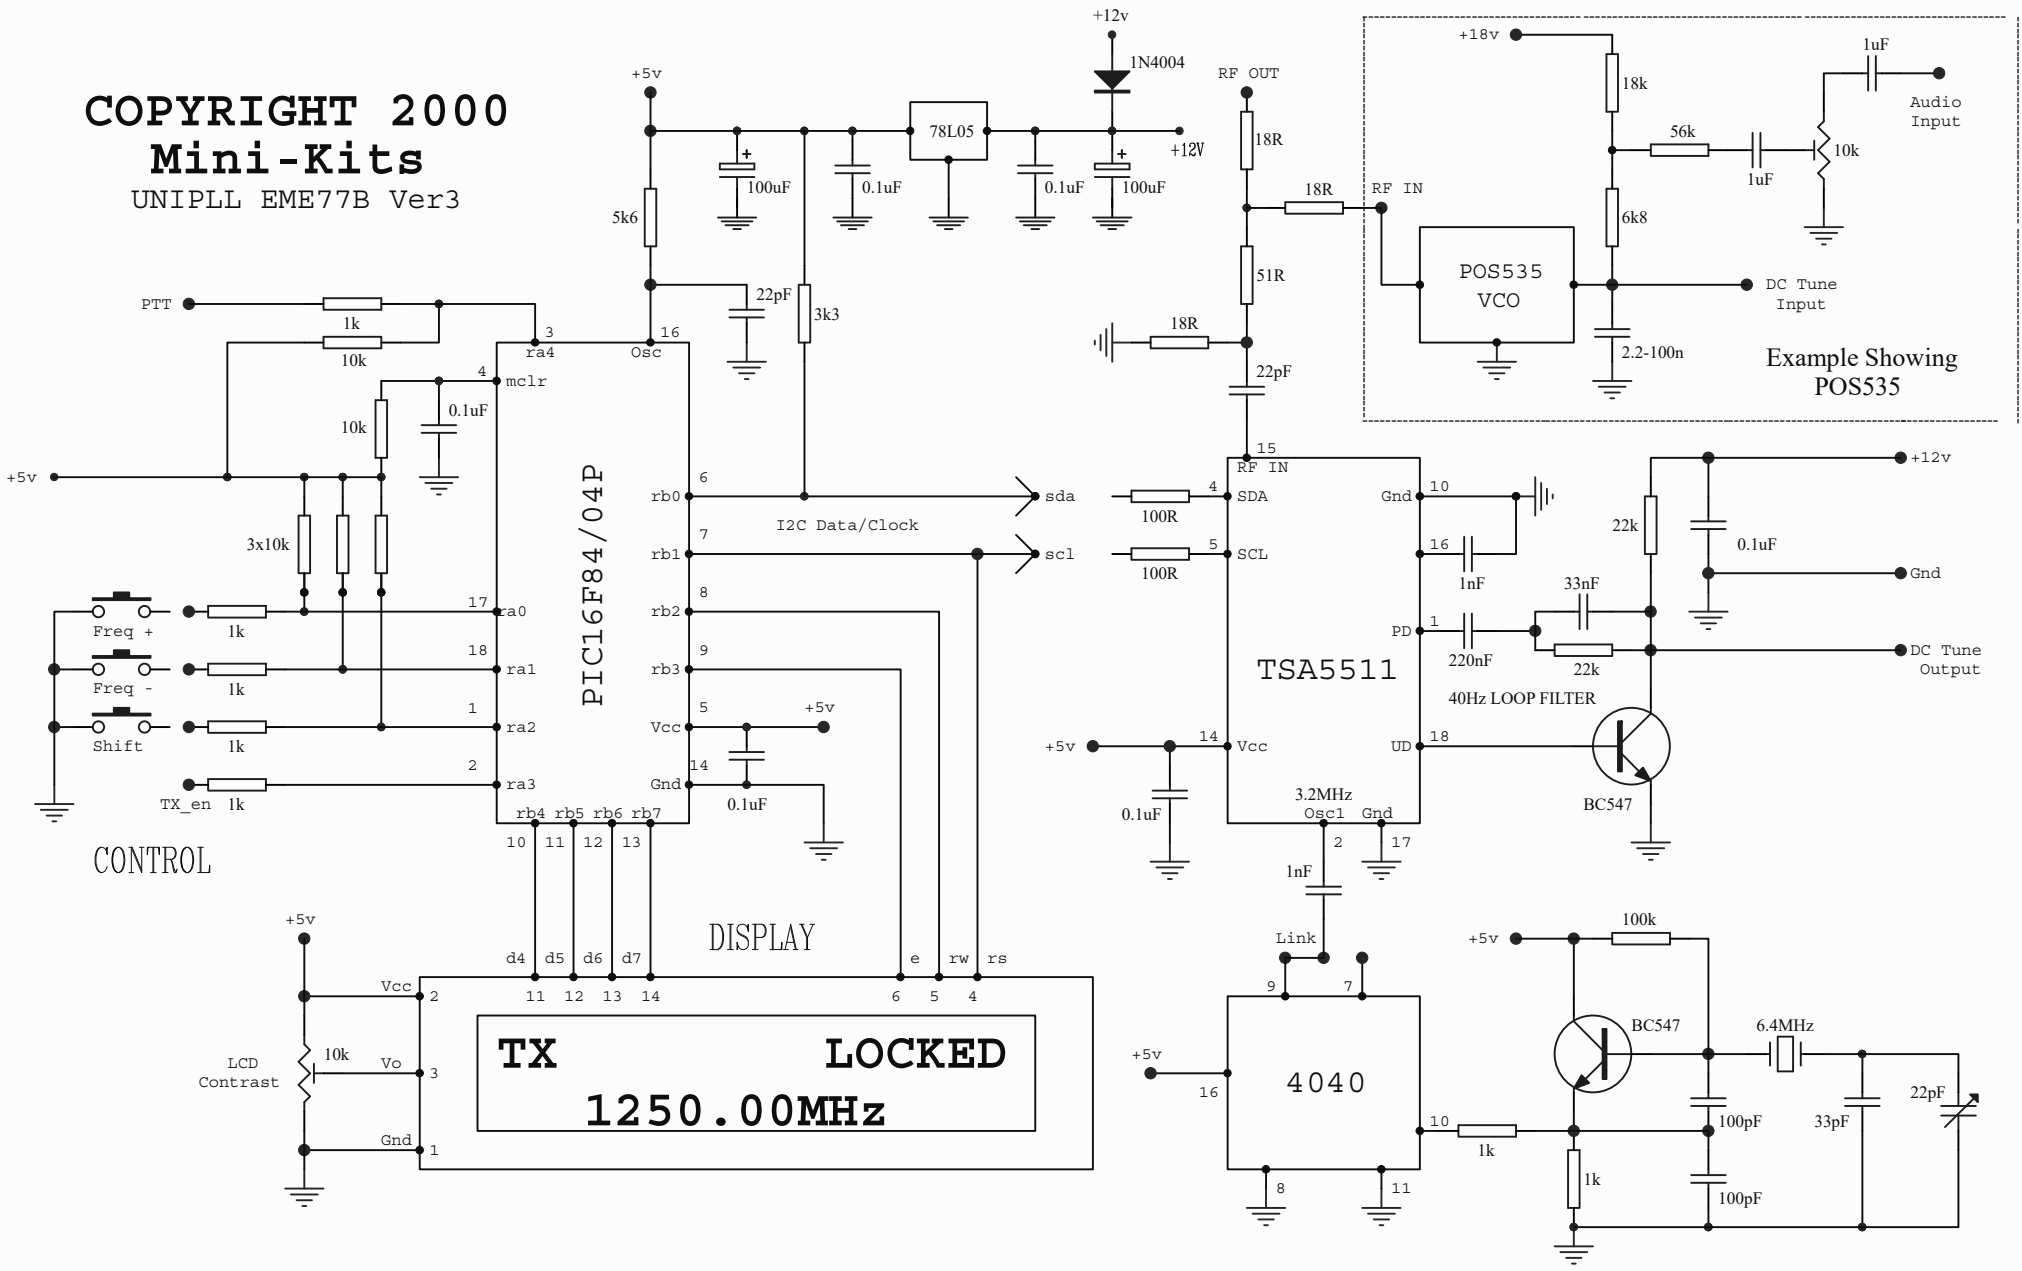 COPYRIGHT 2000
Mini-Kits
UNIPLL EME77B Ver3
+5v
5k6
100uF
+
0.1uF
78L05
0.1uF
100uF
+
+12v
1N4004
+12V
22pF
3k3
RF OUT
18R
18R
RF IN
51R
18R
22pF
+18v
18k
1uF
Audio
Input
56k
1uF
10k
6k8
POS535
VCO
DC Tune
Input
2.2-100n
Example Showing
POS535
PTT
1k
10k
3
ra4
16
Osc
4
mclr
0.1uF
10k
+5v
3x10k
PIC16F84/04P
6
rb0
7
rb1
8
rb2
9
rb3
5
Vcc
14
Gnd
+5v
0.1uF
I2C Data/Clock
sda
scl
Freq +
1k
17
ra0
Freq -
1k
18
ra1
Shift
1k
1
ra2
TX_en
1k
2
ra3
rb4 rb5 rb6 rb7
10 11 12 13
CONTROL
100R
4
SDA
100R
5
SCL
15
RF IN
Gnd
10
16
1nF
PD
1
220nF
33nF
22k
40Hz LOOP FILTER
TSA5511
+5v
14
Vcc
0.1uF
UD
18
BC547
3.2MHz
Osc1
Gnd
2
17
22k
+12v
0.1uF
Gnd
DC Tune
Output
1nF
Link
DISPLAY
d4 d5 d6 d7 e rw rs
11 12 13 14 6 5 4
+5v
Vcc
2
LCD
Contrast
10k
Vo
3
Gnd
1
TX LOCKED
1250.00MHz
9
7
+5v
16
4040
10
1k
8
11
+5v
100k
BC547
6.4MHz
100pF
33pF
22pF
1k
100pF